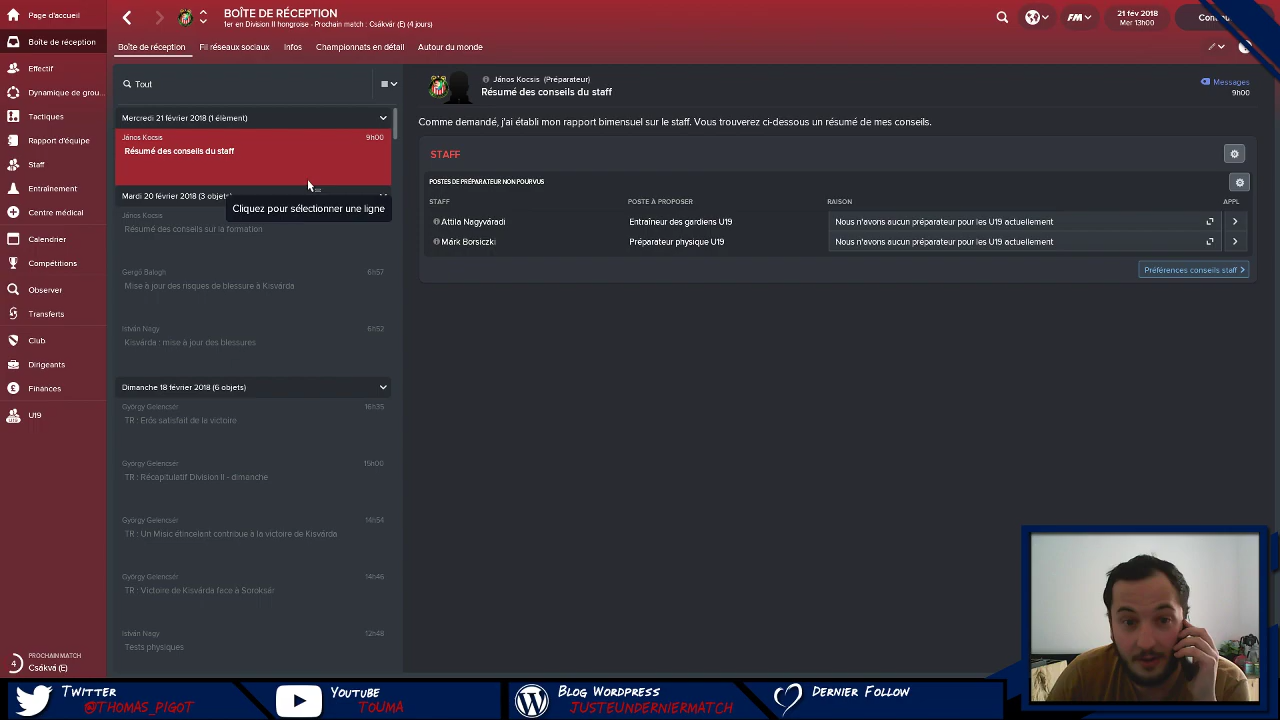 Page d'accueil
Boîte de réception
Effectif
Dynamique de grou...
Tactiques
Rapport d'équipe
Staff
Entraînement
Centre médical
Calendrier
Compétitions
Observer
Transferts
Club
Dirigeants
Finances
U19
PROCHAIN MATCH
4
Csákvá (E)
BOÎTE DE RÉCEPTION
1er en Division II hongroise - Prochain match : Csákvár (E) (4 jours)
FM
21 fév 2018
Mer 13h00
Boîte de réception
Fil réseaux sociaux
Infos
Championnats en détail
Autour du monde
Tout
Mercredi 21 février 2018 (1 élément)
János Kocsis 9h00
Résumé des conseils du staff
Mardi 20 février 2018 (3 objets)
Cliquez pour sélectionner une ligne
János Kocsis
Résumé des conseils sur la formation
Gergö Balogh 6h57
Mise à jour des risques de blessure à Kisvárda
István Nagy 6h52
Kisvárda : mise à jour des blessures
Dimanche 18 février 2018 (6 objets)
György Gelencsér 16h35
TR : Erős satisfait de la victoire
György Gelencsér 15h00
TR : Récapitulatif Division II - dimanche
György Gelencsér 14h54
TR : Un Misic étincelant contribue à la victoire de Kisvárda
György Gelencsér 14h46
TR : Victoire de Kisvárda face à Soroksár
István Nagy 12h48
Tests physiques
János Kocsis (Préparateur)
Résumé des conseils du staff
Messages
9h00
Comme demandé, j'ai établi mon rapport bimensuel sur le staff. Vous trouverez ci-dessous un résumé de mes conseils.
STAFF
POSTES DE PRÉPARATEUR NON POURVUS
STAFF POSTE À PROPOSER RAISON APPL
Attila Nagyváradi Entraîneur des gardiens U19 Nous n'avons aucun préparateur pour les U19 actuellement
Márk Borsiczki Préparateur physique U19 Nous n'avons aucun préparateur pour les U19 actuellement
Préférences conseils staff
Twitter
@Thomas_Pigot
Youtube
Touma
Blog Wordpress
JusteUnDernierMatch
Dernier Follow